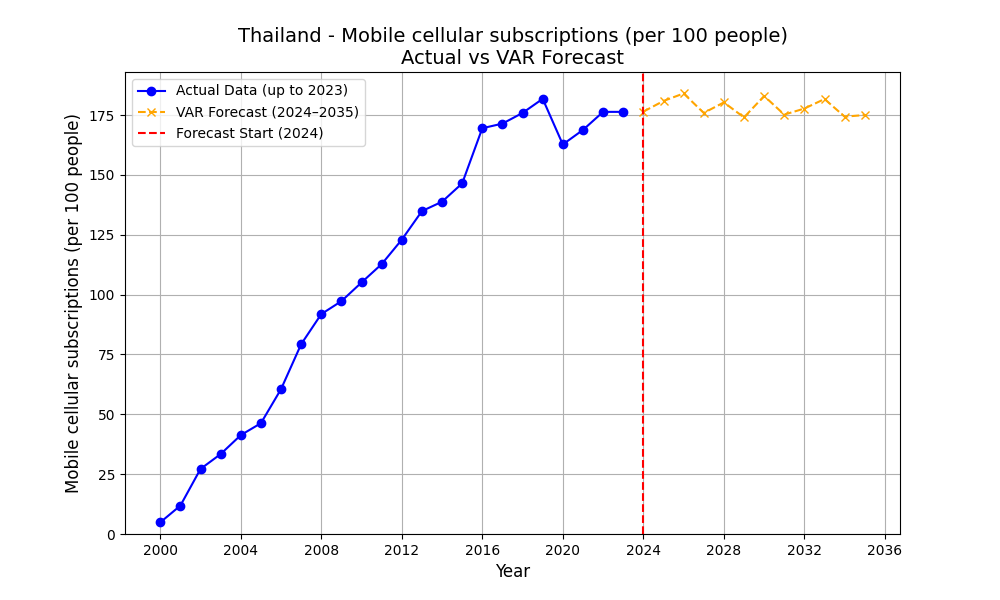 Thailand - Mobile cellular subscriptions (per 100 people)
Actual vs VAR Forecast
Actual Data (up to 2023)
VAR Forecast (2024–2035)
Forecast Start (2024)
Mobile cellular subscriptions (per 100 people)
175
150
125
100
75
50
25
0
2000 2004 2008 2012 2016 2020 2024 2028 2032 2036
Year